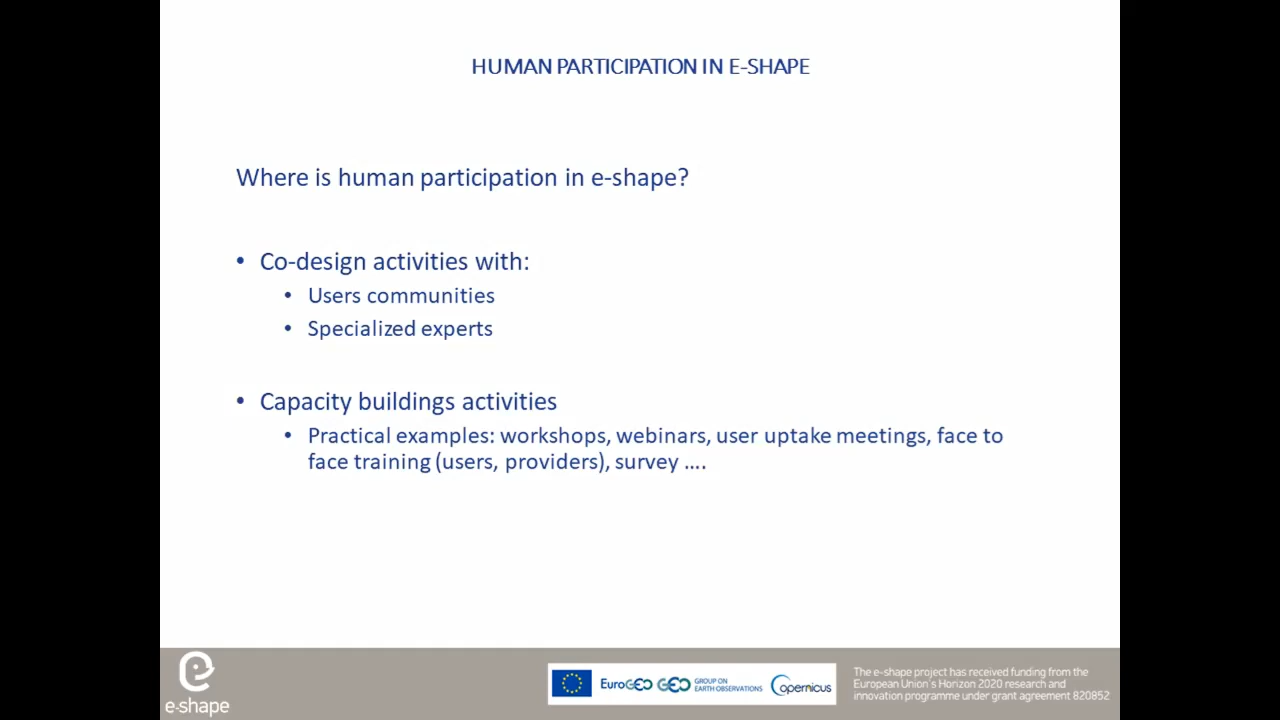 HUMAN PARTICIPATION IN E-SHAPE
Where is human participation in e-shape?
• Co-design activities with:
• Users communities
• Specialized experts
• Capacity buildings activities
• Practical examples: workshops, webinars, user uptake meetings, face to
face training (users, providers), survey ....
e-shape
EuroGEO GEO GROUP ON
EARTH OBSERVATIONS
Copernicus
The e-shape project has received funding from the
European Union's Horizon 2020 research and
innovation programme under grant agreement 820852